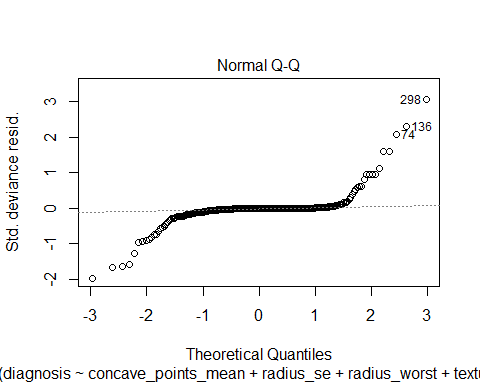 Normal Q-Q
Std. deviance resid.
3
2
1
0
-1
-2
298
136
74
-3 -2 -1 0 1 2 3
Theoretical Quantiles
(diagnosis ~ concave_points_mean + radius_se + radius_worst + textu